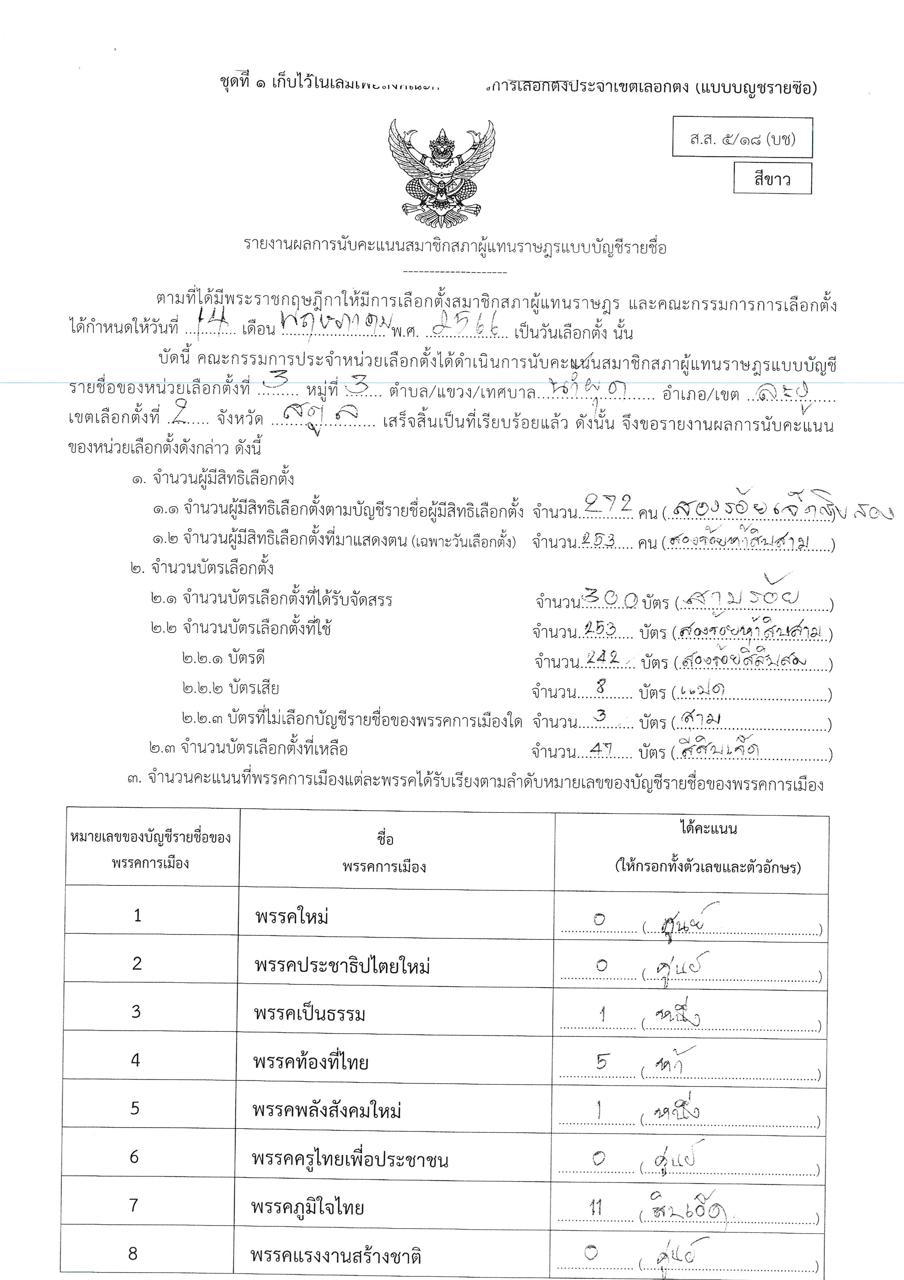 ชุดที่ ๑ เก็บไว้ในเล่มเพื่อส่งคณะก การเลือกตั้งประจำเขตเลือกตั้ง (แบบบัญชีรายชื่อ)
ส.ส. ๕/๑๘ (บช)
สีขาว
รายงานผลการนับคะแนนสมาชิกสภาผู้แทนราษฎรแบบบัญชีรายชื่อ
--------------------
ตามที่ได้มีพระราชกฤษฎีกาให้มีการเลือกตั้งสมาชิกสภาผู้แทนราษฎร และคณะกรรมการการเลือกตั้ง
ได้กำหนดให้วันที่ 14 เดือน พฤษภาคม พ.ศ. 2566 เป็นวันเลือกตั้ง นั้น
บัดนี้ คณะกรรมการประจำหน่วยเลือกตั้งได้ดำเนินการนับคะแนนสมาชิกสภาผู้แทนราษฎรแบบบัญชี
รายชื่อของหน่วยเลือกตั้งที่ 3 หมู่ที่ 3 ตำบล/แขวง/เทศบาล น้ำผุด อำเภอ/เขต ละงู
เขตเลือกตั้งที่ 2 จังหวัด สตูล เสร็จสิ้นเป็นที่เรียบร้อยแล้ว ดังนั้น จึงขอรายงานผลการนับคะแนน
ของหน่วยเลือกตั้งดังกล่าว ดังนี้
๑. จำนวนผู้มีสิทธิเลือกตั้ง
๑.๑ จำนวนผู้มีสิทธิเลือกตั้งตามบัญชีรายชื่อผู้มีสิทธิเลือกตั้ง จำนวน 272 คน (สองร้อยเจ็ดสิบสอง)
๑.๒ จำนวนผู้มีสิทธิเลือกตั้งที่มาแสดงตน (เฉพาะวันเลือกตั้ง) จำนวน 253 คน (สองร้อยห้าสิบสาม)
๒. จำนวนบัตรเลือกตั้ง
๒.๑ จำนวนบัตรเลือกตั้งที่ได้รับจัดสรร จำนวน 300 บัตร (สามร้อย)
๒.๒ จำนวนบัตรเลือกตั้งที่ใช้ จำนวน 253 บัตร (สองร้อยห้าสิบสาม)
๒.๒.๑ บัตรดี จำนวน 242 บัตร (สองร้อยสี่สิบสอง)
๒.๒.๒ บัตรเสีย จำนวน 8 บัตร (แปด)
๒.๒.๓ บัตรที่ไม่เลือกบัญชีรายชื่อของพรรคการเมืองใด จำนวน 3 บัตร (สาม)
๒.๓ จำนวนบัตรเลือกตั้งที่เหลือ จำนวน 47 บัตร (สี่สิบเจ็ด)
๓. จำนวนคะแนนที่พรรคการเมืองแต่ละพรรคได้รับเรียงตามลำดับหมายเลขของบัญชีรายชื่อของพรรคการเมือง
หมายเลขของบัญชีรายชื่อของ
พรรคการเมือง
ชื่อ
พรรคการเมือง
ได้คะแนน
(ให้กรอกทั้งตัวเลขและตัวอักษร)
1 พรรคใหม่ 0 (ศูนย์)
2 พรรคประชาธิปไตยใหม่ 0 (ศูนย์)
3 พรรคเป็นธรรม 1 (หนึ่ง)
4 พรรคท้องที่ไทย 5 (ห้า)
5 พรรคพลังสังคมใหม่ 1 (หนึ่ง)
6 พรรคครูไทยเพื่อประชาชน 0 (ศูนย์)
7 พรรคภูมิใจไทย 11 (สิบเอ็ด)
8 พรรคแรงงานสร้างชาติ 0 (ศูนย์)